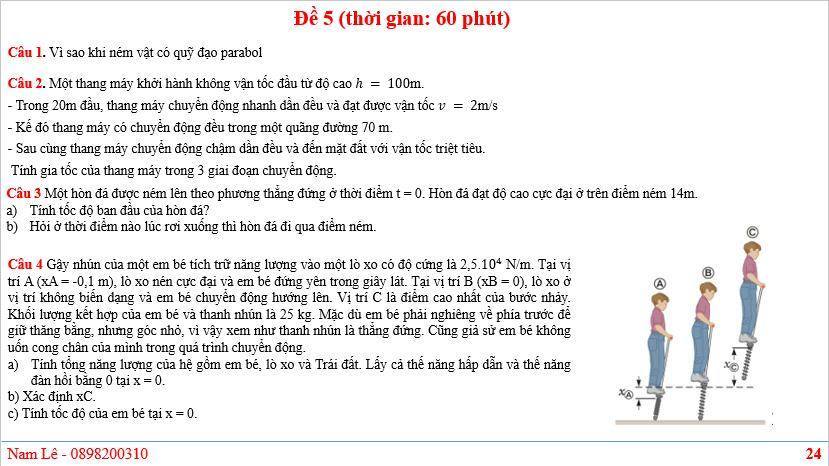 Đề 5 (thời gian: 60 phút)
Câu 1. Vì sao khi ném vật có quỹ đạo parabol
Câu 2. Một thang máy khởi hành không vận tốc đầu từ độ cao h = 100m.
- Trong 20m đầu, thang máy chuyển động nhanh dần đều và đạt được vận tốc v = 2m/s
- Kế đó thang máy có chuyển động đều trong một quãng đường 70 m.
- Sau cùng thang máy chuyển động chậm dần đều và đến mặt đất với vận tốc triệt tiêu.
Tính gia tốc của thang máy trong 3 giai đoạn chuyển động.
Câu 3 Một hòn đá được ném lên theo phương thẳng đứng ở thời điểm t = 0. Hòn đá đạt độ cao cực đại ở trên điểm ném 14m.
a) Tính tốc độ ban đầu của hòn đá?
b) Hỏi ở thời điểm nào lúc rơi xuống thì hòn đá đi qua điểm ném.
Câu 4 Gậy nhún của một em bé tích trữ năng lượng vào một lò xo có độ cứng là 2,5.10⁴ N/m. Tại vị
trí A (xA = -0,1 m), lò xo nén cực đại và em bé đứng yên trong giây lát. Tại vị trí B (xB = 0), lò xo ở
vị trí không biến dạng và em bé chuyển động hướng lên. Vị trí C là điểm cao nhất của bước nhảy.
Khối lượng kết hợp của em bé và thanh nhún là 25 kg. Mặc dù em bé phải nghiêng về phía trước để
giữ thăng bằng, nhưng góc nhỏ, vì vậy xem như thanh nhún là thẳng đứng. Cũng giả sử em bé không
uốn cong chân của mình trong quá trình chuyển động.
a) Tính tổng năng lượng của hệ gồm em bé, lò xo và Trái đất. Lấy cả thế năng hấp dẫn và thế năng
đàn hồi bằng 0 tại x = 0.
b) Xác định xC.
c) Tính tốc độ của em bé tại x = 0.
A
B
C
xA
xC
Nam Lê - 0898200310
24